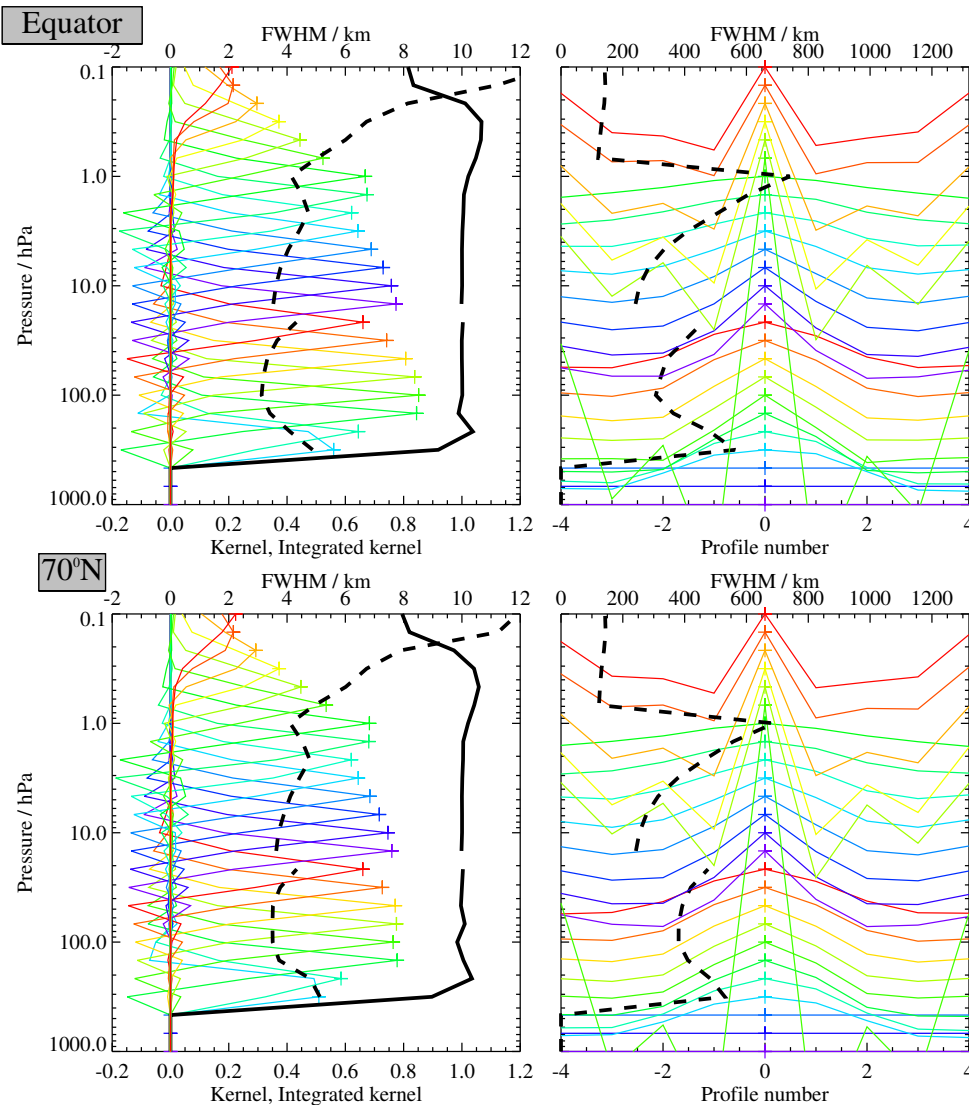 Equator
FWHM / km
FWHM / km
-2 0 2 4 6 8 10 12
0 200 400 600 800 1000 1200
0.1
1.0
10.0
100.0
1000.0
Pressure / hPa
-0.2 0.0 0.2 0.4 0.6 0.8 1.0 1.2
-4 -2 0 2 4
Kernel, Integrated kernel
Profile number
70⁰N
FWHM / km
FWHM / km
-2 0 2 4 6 8 10 12
0 200 400 600 800 1000 1200
0.1
1.0
10.0
100.0
1000.0
Pressure / hPa
-0.2 0.0 0.2 0.4 0.6 0.8 1.0 1.2
-4 -2 0 2 4
Kernel, Integrated kernel
Profile number